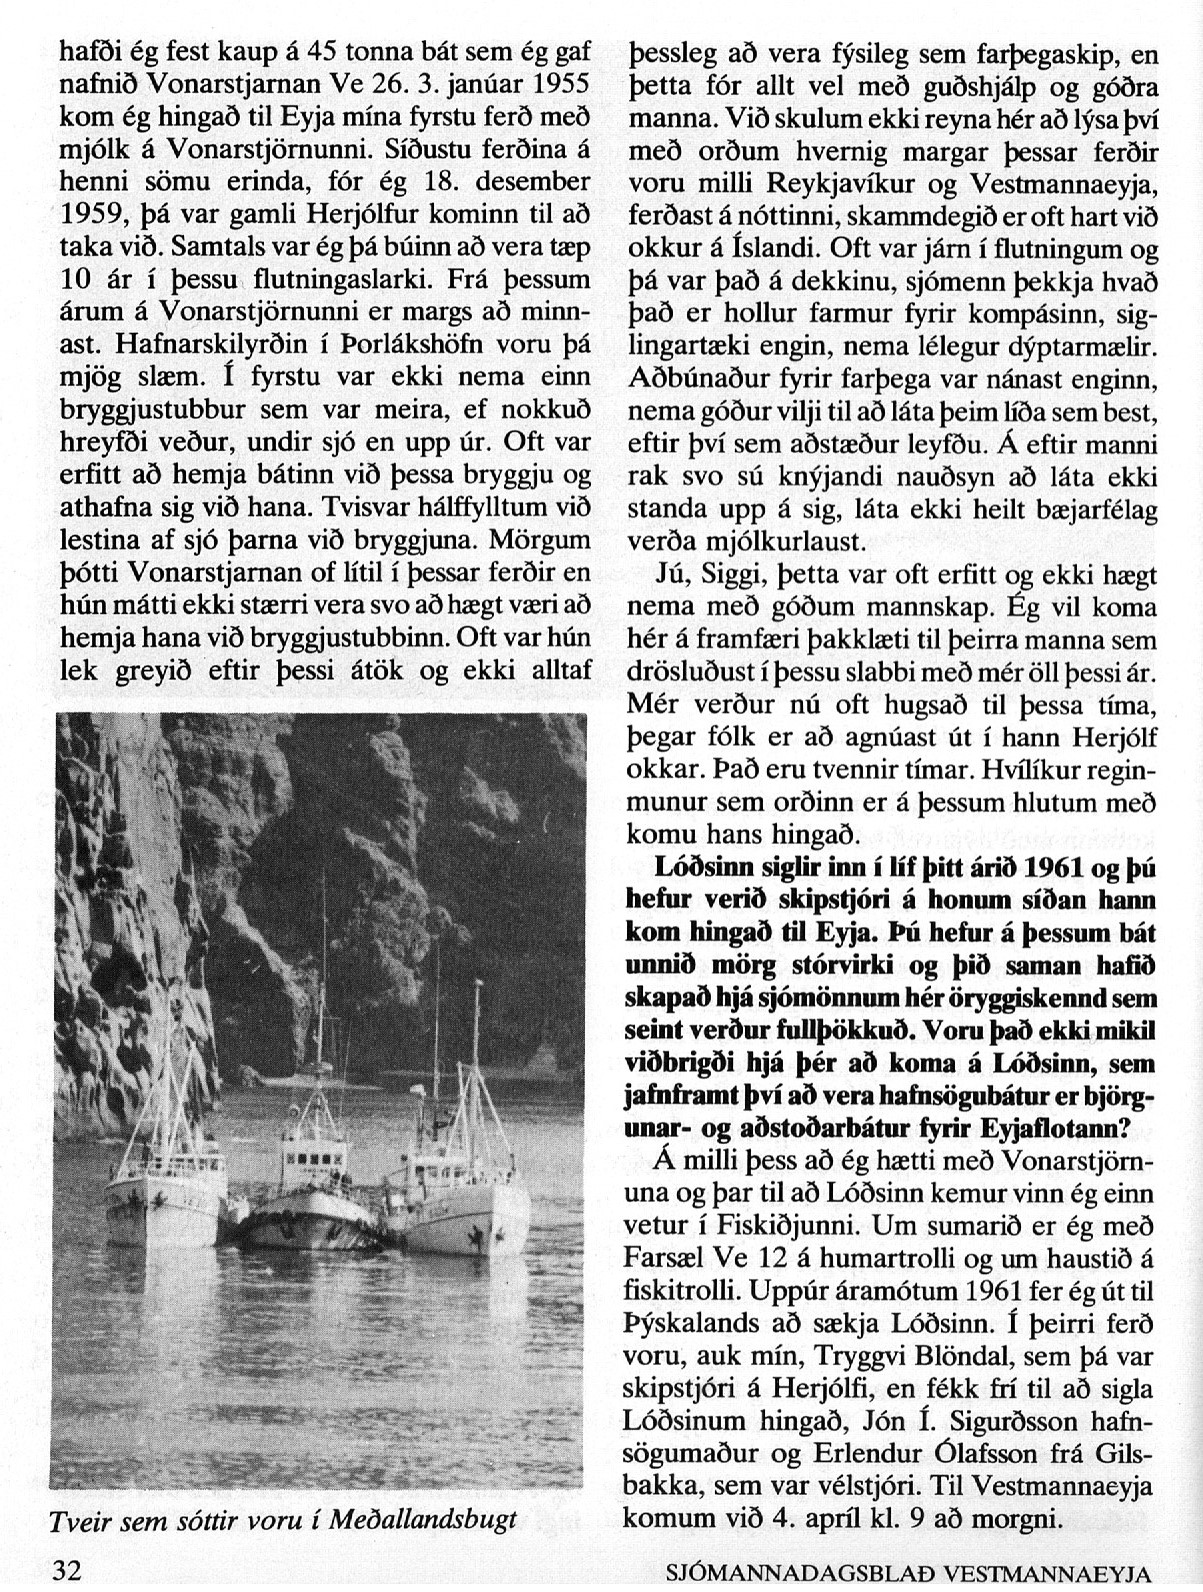 hafði ég fest kaup á 45 tonna bát sem ég gaf
nafnið Vonarstjarnan Ve 26. 3. janúar 1955
kom ég hingað til Eyja mína fyrstu ferð með
mjólk á Vonarstjörnunni. Síðustu ferðina á
henni sömu erinda, fór ég 18. desember
1959, þá var gamli Herjólfur kominn til að
taka við. Samtals var ég þá búinn að vera tæp
10 ár í þessu flutningaslarki. Frá þessum
árum á Vonarstjörnunni er margs að minn-
ast. Hafnarskilyrðin í Þorlákshöfn voru þá
mjög slæm. Í fyrstu var ekki nema einn
bryggjustubbur sem var meira, ef nokkuð
hreyfði veður, undir sjó en upp úr. Oft var
erfitt að hemja bátinn við þessa bryggju og
athafna sig við hana. Tvisvar hálffylltum við
lestina af sjó þarna við bryggjuna. Mörgum
þótti Vonarstjarnan of lítil í þessar ferðir en
hún mátti ekki stærri vera svo að hægt væri að
hemja hana við bryggjustubbinn. Oft var hún
lek greyið eftir þessi átök og ekki alltaf
Tveir sem sóttir voru í Meðallandsbugt
þessleg að vera fýsileg sem farþegaskip, en
þetta fór allt vel með guðshjálp og góðra
manna. Við skulum ekki reyna hér að lýsa því
með orðum hvernig margar þessar ferðir
voru milli Reykjavíkur og Vestmannaeyja,
ferðast á nóttinni, skammdegið er oft hart við
okkur á Íslandi. Oft var járn í flutningum og
þá var það á dekkinu, sjómenn þekkja hvað
það er hollur farmur fyrir kompásinn, sig-
lingartæki engin, nema lélegur dýptarmælir.
Aðbúnaður fyrir farþega var nánast enginn,
nema góður vilji til að láta þeim líða sem best,
eftir því sem aðstæður leyfðu. Á eftir manni
rak svo sú knýjandi nauðsyn að láta ekki
standa upp á sig, láta ekki heilt bæjarfélag
verða mjólkurlaust.
Jú, Siggi, þetta var oft erfitt og ekki hægt
nema með góðum mannskap. Ég vil koma
hér á framfæri þakklæti til þeirra manna sem
drösluðust í þessu slabbi með mér öll þessi ár.
Mér verður nú oft hugsað til þessa tíma,
þegar fólk er að agnúast út í hann Herjólf
okkar. Það eru tvennir tímar. Hvílíkur regin-
munur sem orðinn er á þessum hlutum með
komu hans hingað.
Lóðsinn siglir inn í líf þitt árið 1961 og þú
hefur verið skipstjóri á honum síðan hann
kom hingað til Eyja. Þú hefur á þessum bát
unnið mörg stórvirki og þið saman hafið
skapað hjá sjómönnum hér öryggiskennd sem
seint verður fullþökkuð. Voru það ekki mikil
viðbrigði hjá þér að koma á Lóðsinn, sem
jafnframt því að vera hafnsögubátur er björg-
unar- og aðstoðarbátur fyrir Eyjaflotann?
Á milli þess að ég hætti með Vonarstjörn-
una og þar til að Lóðsinn kemur vinn ég einn
vetur í Fiskiðjunni. Um sumarið er ég með
Farsæl Ve 12 á humartrolli og um haustið á
fiskitrolli. Uppúr áramótum 1961 fer ég út til
Þýskalands að sækja Lóðsinn. Í þeirri ferð
voru, auk mín, Tryggvi Blöndal, sem þá var
skipstjóri á Herjólfi, en fékk frí til að sigla
Lóðsinum hingað, Jón Í. Sigurðsson hafn-
sögumaður og Erlendur Ólafsson frá Gils-
bakka, sem var vélstjóri. Til Vestmannaeyja
komum við 4. apríl kl. 9 að morgni.
32
SJÓMANNADAGSBLAÐ VESTMANNAEYJA